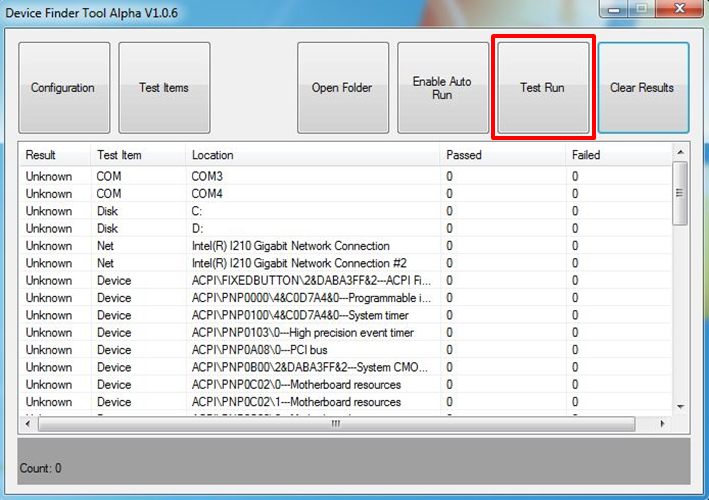 Device Finder Tool Alpha V1.0.6
Configuration
Test Items
Open Folder
Enable Auto
Run
Test Run
Clear Results
Result Test Item Location Passed Failed
Unknown COM COM3 0 0
Unknown COM COM4 0 0
Unknown Disk C: 0 0
Unknown Disk D: 0 0
Unknown Net Intel(R) I210 Gigabit Network Connection 0 0
Unknown Net Intel(R) I210 Gigabit Network Connection #2 0 0
Unknown Device ACPI\FIXEDBUTTON\2&DABA3FF&2---ACPI Fi... 0 0
Unknown Device ACPI\PNP0000\4&C0D7A4&0---Programmable i... 0 0
Unknown Device ACPI\PNP0100\4&C0D7A4&0---System timer 0 0
Unknown Device ACPI\PNP0103\0---High precision event timer 0 0
Unknown Device ACPI\PNP0A08\0---PCI bus 0 0
Unknown Device ACPI\PNP0B00\2&DABA3FF&2---System CMO... 0 0
Unknown Device ACPI\PNP0C02\0---Motherboard resources 0 0
Unknown Device ACPI\PNP0C02\1---Motherboard resources 0 0
Count: 0